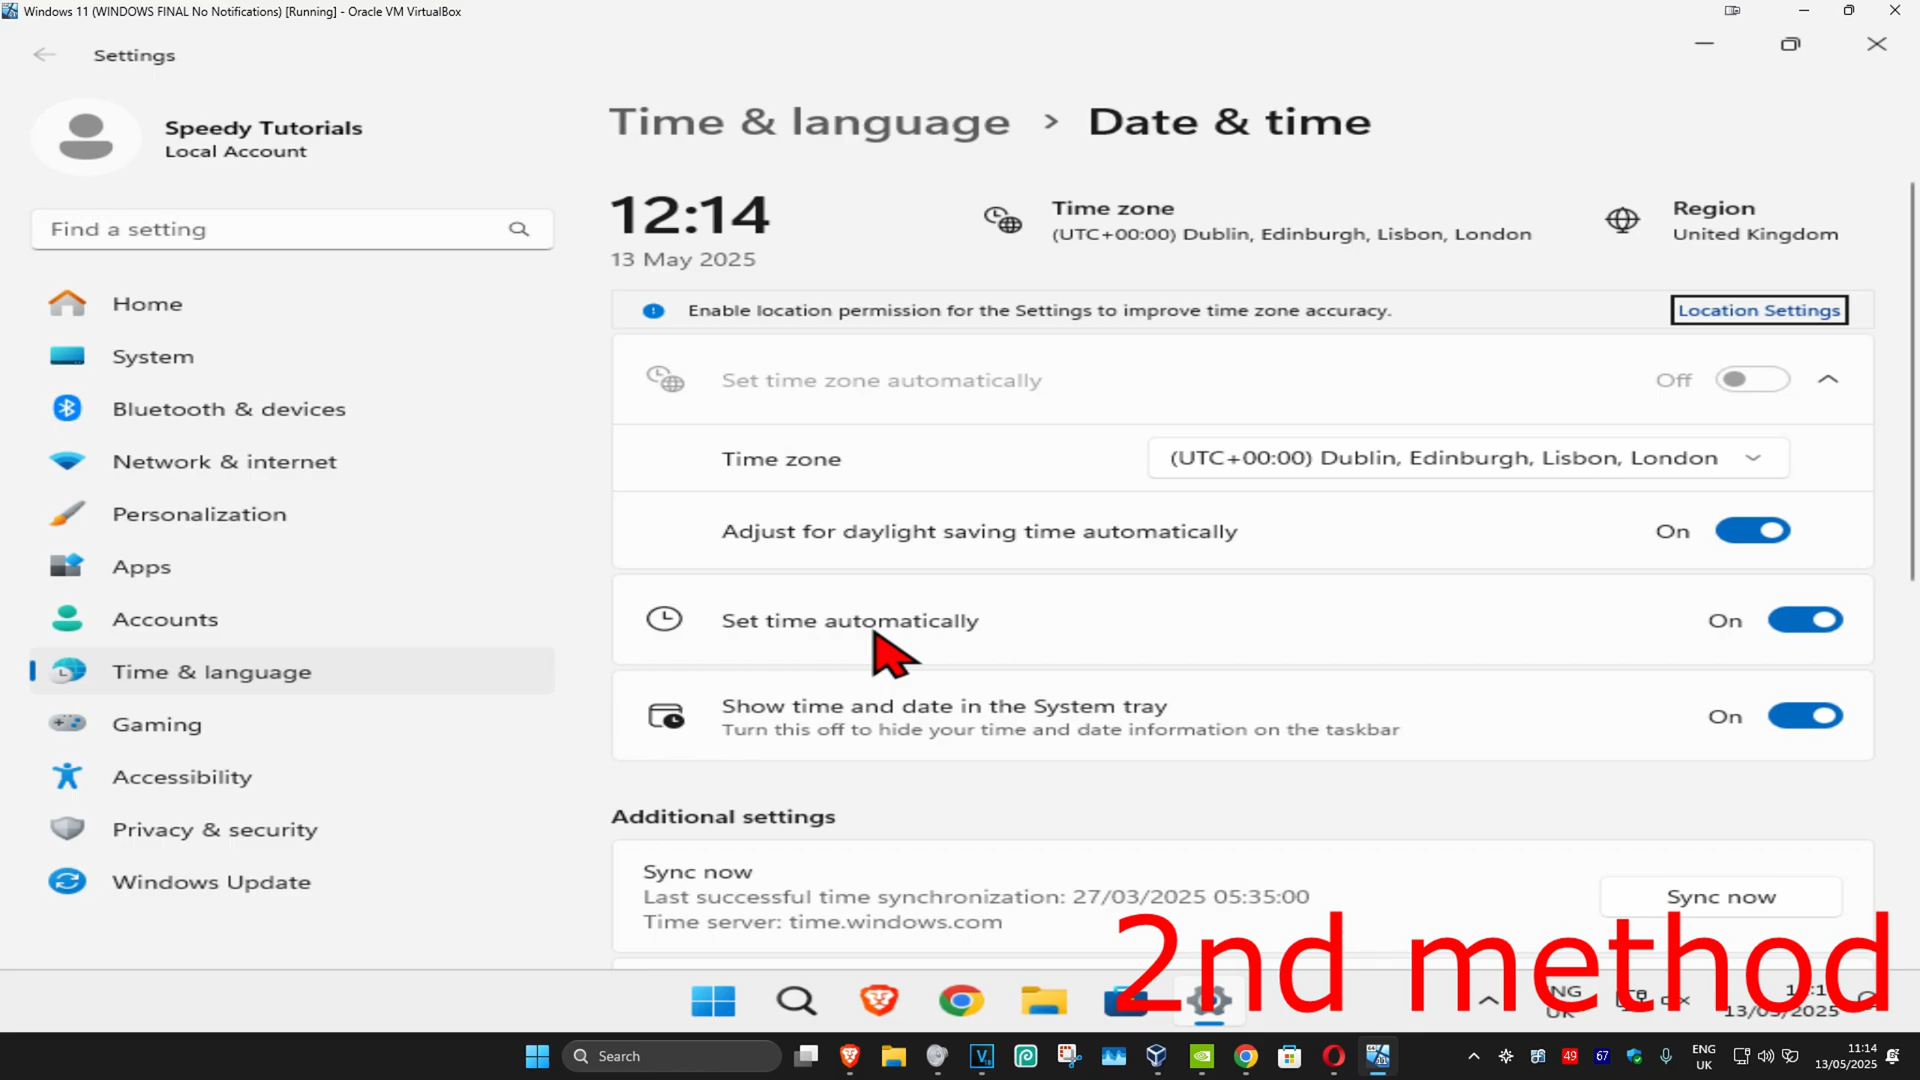 Windows 11 (WINDOWS FINAL No Notifications) [Running] - Oracle VM VirtualBox
Settings
Speedy Tutorials
Local Account
Find a setting
Home
System
Bluetooth & devices
Network & internet
Personalization
Apps
Accounts
Time & language
Gaming
Accessibility
Privacy & security
Windows Update
Time & language > Date & time
12:14
13 May 2025
Time zone
(UTC+00:00) Dublin, Edinburgh, Lisbon, London
Region
United Kingdom
Enable location permission for the Settings to improve time zone accuracy.
Location Settings
Set time zone automatically
Off
Time zone
(UTC+00:00) Dublin, Edinburgh, Lisbon, London
Adjust for daylight saving time automatically
On
Set time automatically
On
Show time and date in the System tray
Turn this off to hide your time and date information on the taskbar
On
Additional settings
Sync now
Last successful time synchronization: 27/03/2025 05:35:00
Time server: time.windows.com
Sync now
2nd method
UK
13/05/2025
Search
49
67
ENG
UK
11:14
13/05/2025